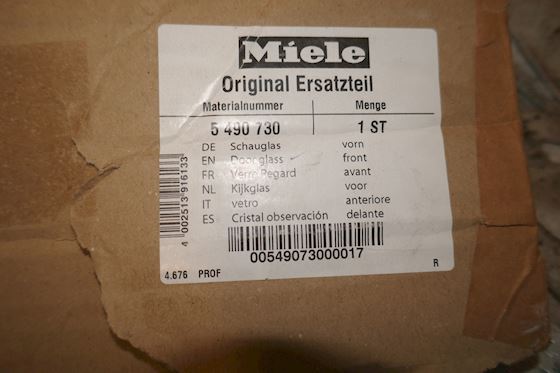 Miele
Original Ersatzteil
Materialnummer Menge
5 490 730 1 ST
DE Schauglas vorn
EN Door glass front
FR Verre Regard avant
NL Kijkglas voor
IT vetro anteriore
ES Cristal observación delante
4 002513 916133
00549073000017
4.676 PROF R